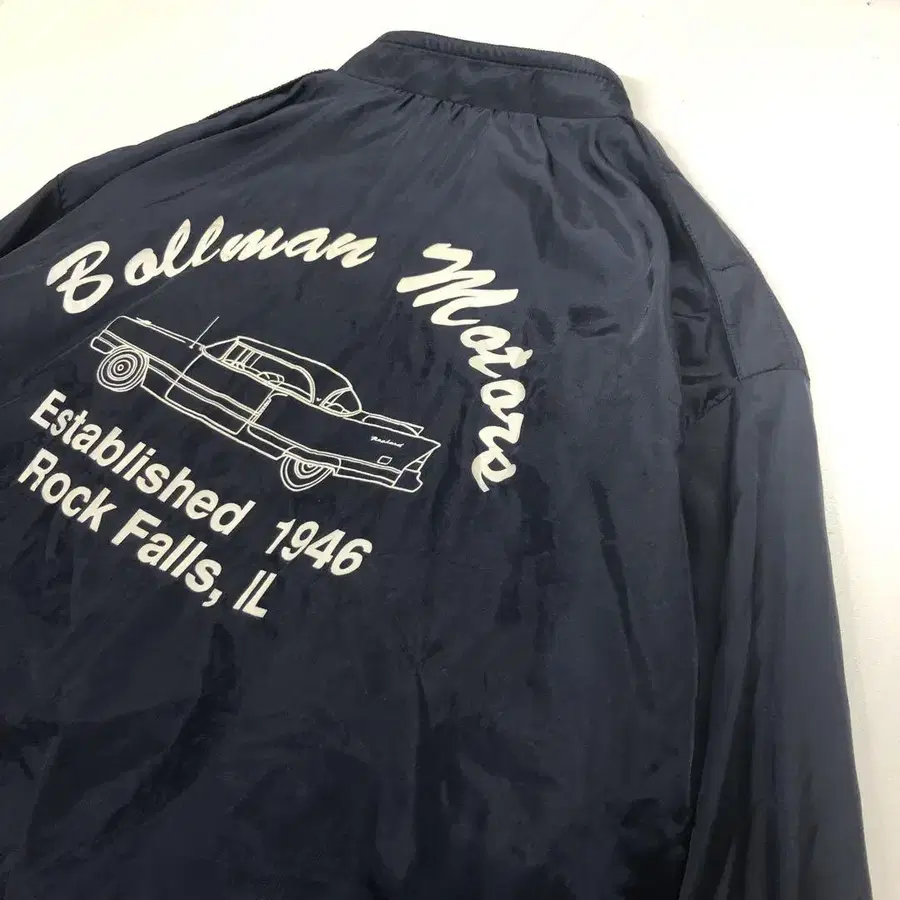 Bollman Motors
Established 1946
Rock Falls, IL